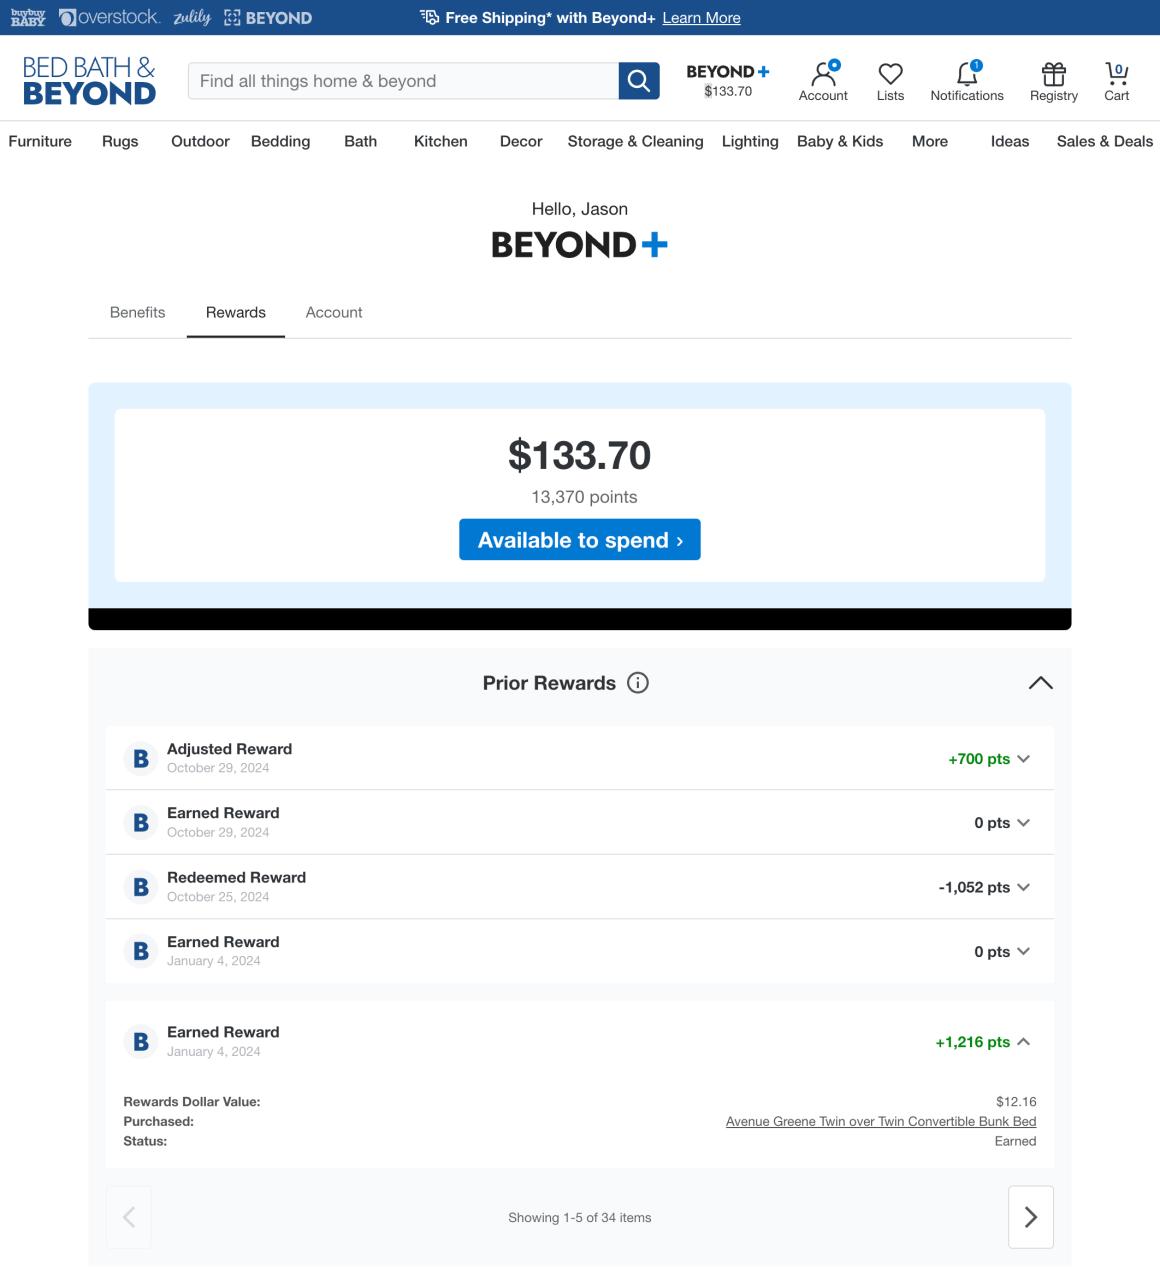 buybuy BABY overstock. zulily BEYOND Free Shipping* with Beyond+ Learn More
BED BATH & BEYOND
Find all things home & beyond
BEYOND+
$133.70
Account
Lists
1
Notifications
Registry
0
Cart
Furniture Rugs Outdoor Bedding Bath Kitchen Decor Storage & Cleaning Lighting Baby & Kids More Ideas Sales & Deals
Hello, Jason
BEYOND+
Benefits Rewards Account
$133.70
13,370 points
Available to spend ›
Prior Rewards
B Adjusted Reward
October 29, 2024
+700 pts
B Earned Reward
October 29, 2024
0 pts
B Redeemed Reward
October 25, 2024
-1,052 pts
B Earned Reward
January 4, 2024
0 pts
B Earned Reward
January 4, 2024
+1,216 pts
Rewards Dollar Value: $12.16
Purchased: Avenue Greene Twin over Twin Convertible Bunk Bed
Status: Earned
Showing 1-5 of 34 items